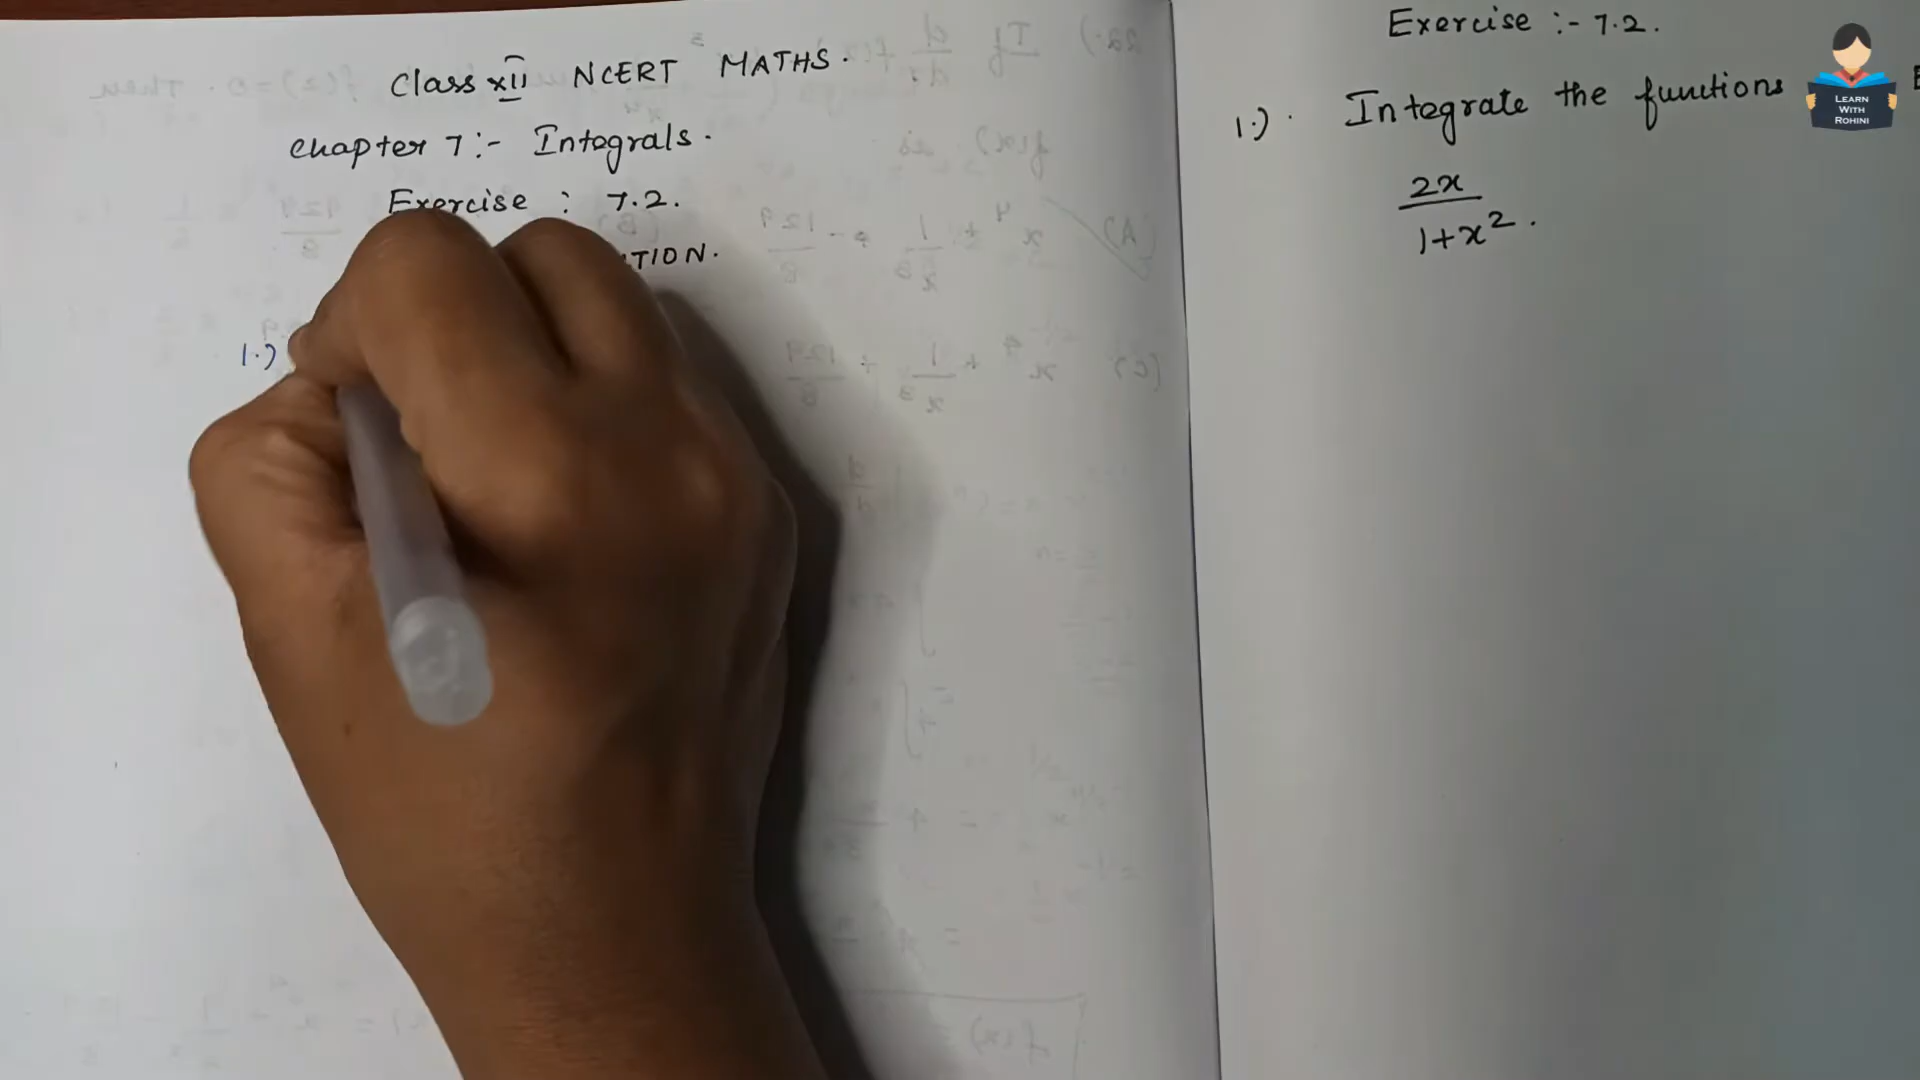 Class XII NCERT MATHS.
Chapter 7:- Integrals.
Exercise : 7.2.
TION.
1.)
Exercise :- 7.2.
1.). Integrate the functions
2x
1+x².
LEARN
WITH
ROHINI